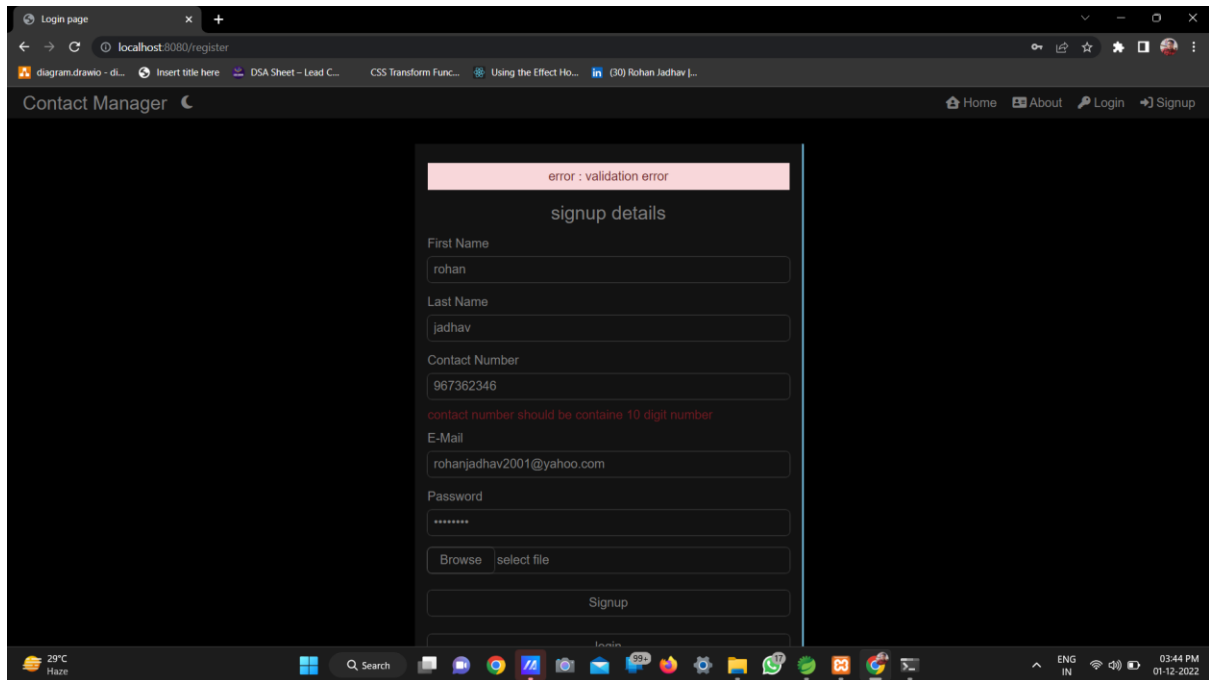 Login page
localhost:8080/register
diagram.drawio - di...
Insert title here
DSA Sheet – Lead C...
CSS Transform Func...
Using the Effect Ho...
(30) Rohan Jadhav |...
Contact Manager
Home
About
Login
Signup
error : validation error
signup details
First Name
rohan
Last Name
jadhav
Contact Number
967362346
contact number should be containe 10 digit number
E-Mail
rohanjadhav2001@yahoo.com
Password
Browse
select file
Signup
login
29°C
Haze
Search
99+
17
ENG
IN
03:44 PM
01-12-2022